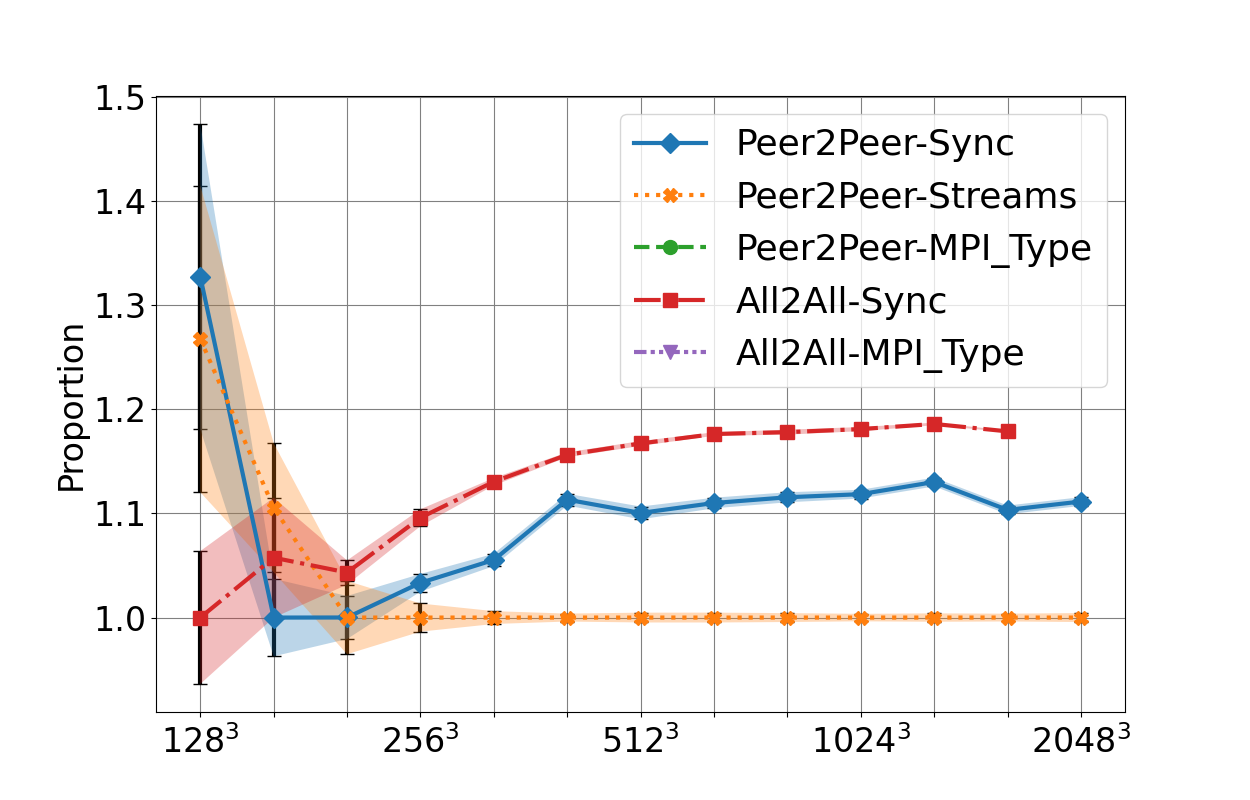 1.5
1.4
1.3
1.2
1.1
1.0
Proportion
Peer2Peer-Sync
Peer2Peer-Streams
Peer2Peer-MPI_Type
All2All-Sync
All2All-MPI_Type
128³ 256³ 512³ 1024³ 2048³